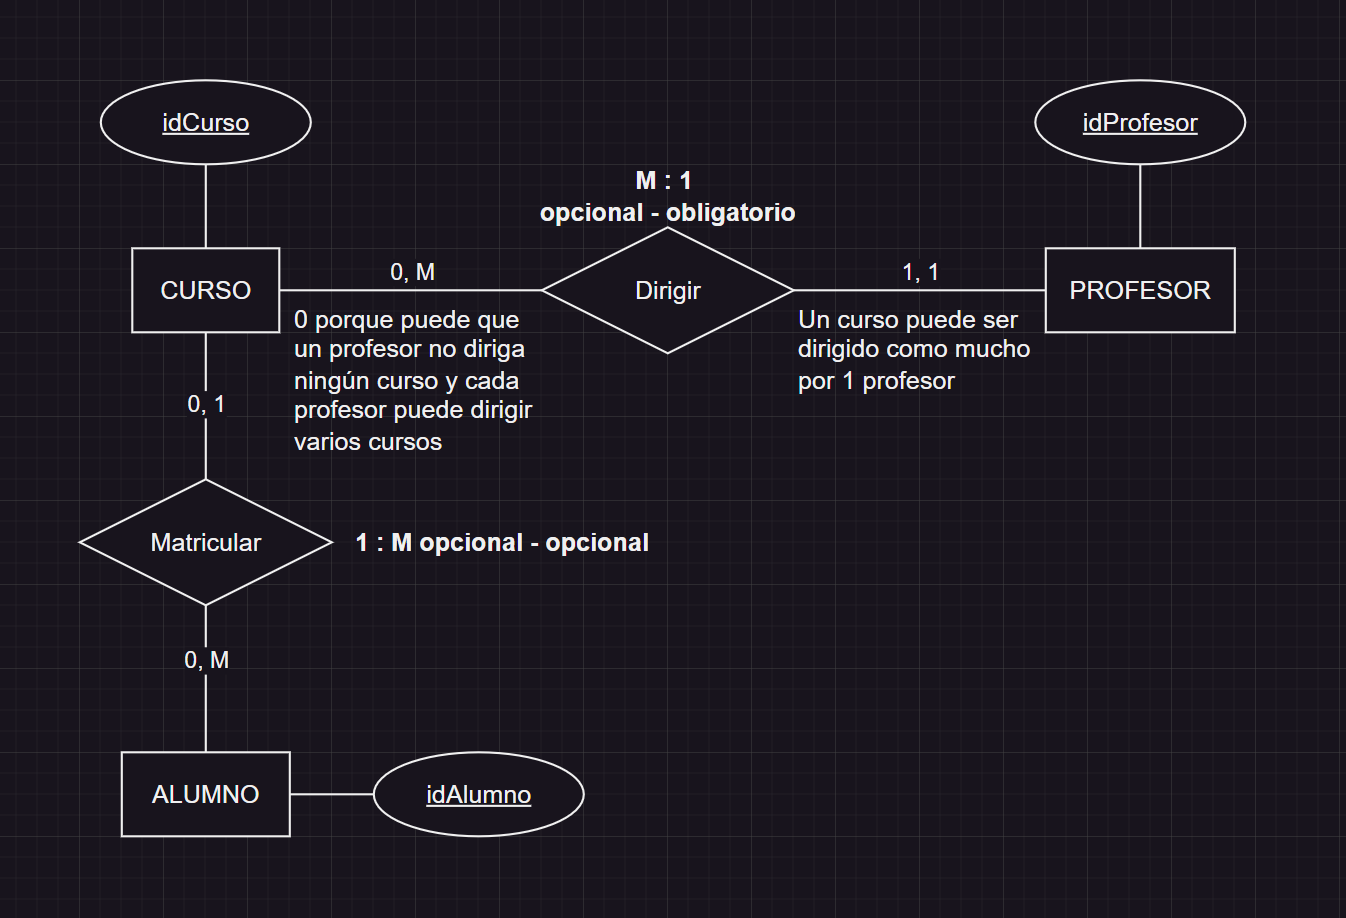 idCurso
idProfesor
M : 1
opcional - obligatorio
CURSO
0, M
Dirigir
1, 1
PROFESOR
0 porque puede que
un profesor no diriga
ningún curso y cada
profesor puede dirigir
varios cursos
Un curso puede ser
dirigido como mucho
por 1 profesor
0, 1
Matricular
1 : M opcional - opcional
0, M
ALUMNO
idAlumno